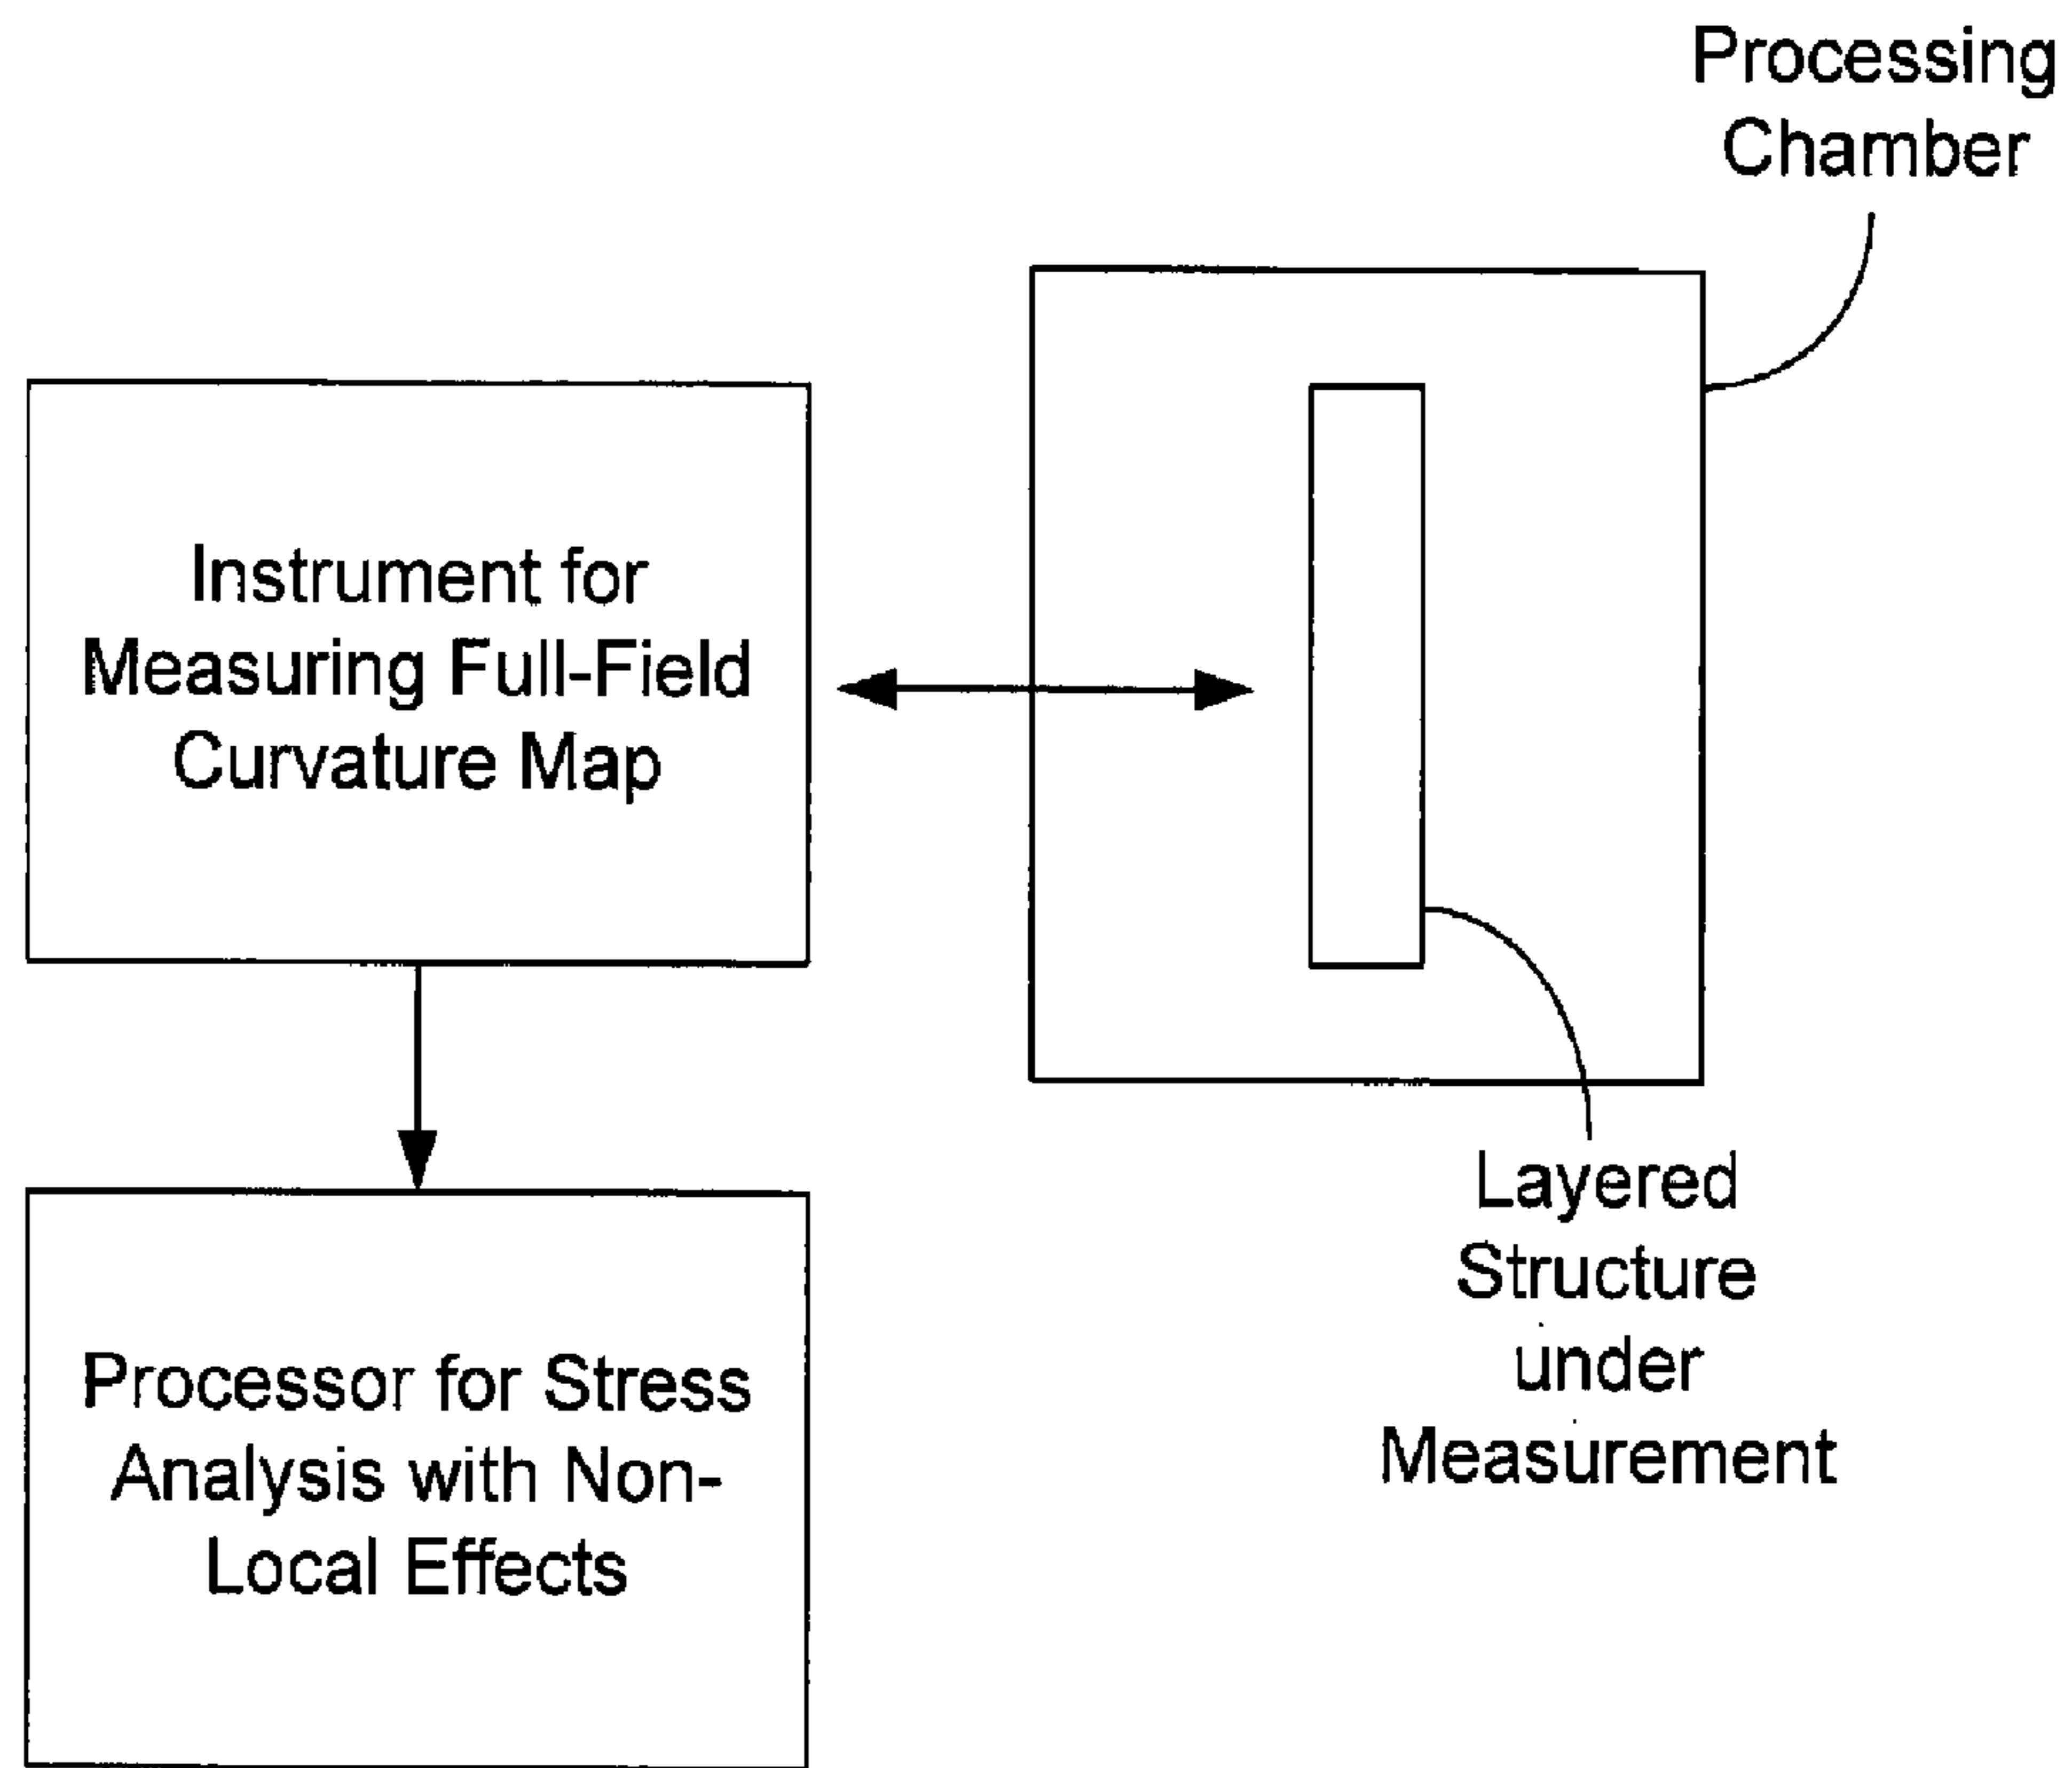 Processing
Chamber
Instrument for
Measuring Full-Field
Curvature Map
Layered
Structure
under
Measurement
Processor for Stress
Analysis with Non-
Local Effects